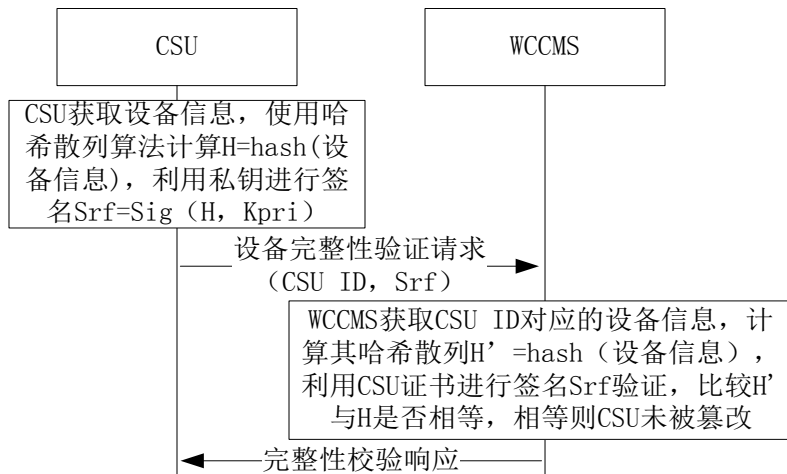 CSU
WCCMS
CSU获取设备信息，使用哈
希散列算法计算H=hash(设
备信息)，利用私钥进行签
名Srf=Sig（H，Kpri）
设备完整性验证请求
（CSU ID，Srf）
WCCMS获取CSU ID对应的设备信息，计
算其哈希散列H’=hash（设备信息），
利用CSU证书进行签名Srf验证，比较H’
与H是否相等，相等则CSU未被篡改
完整性校验响应